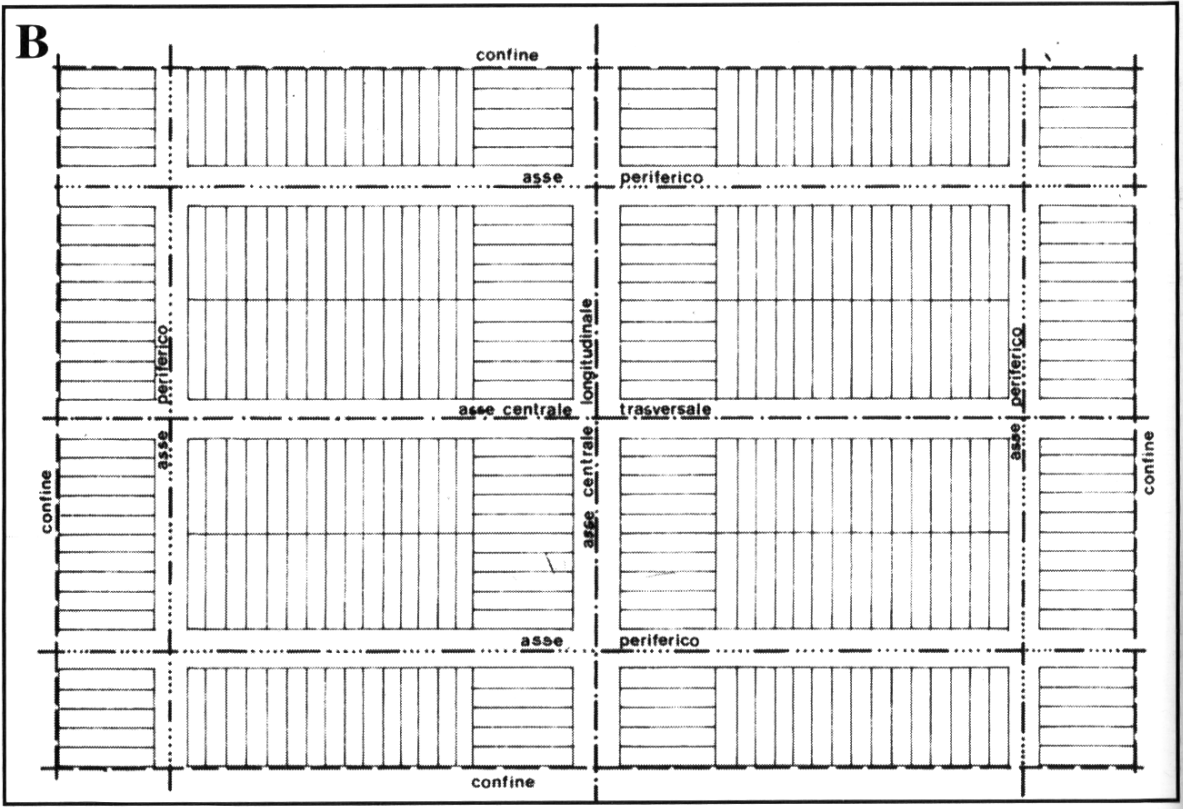 B
confine
asse periferico
asse periferico
asse centrale longitudinale
asse periferico
asse centrale trasversale
confine
confine
asse periferico
confine